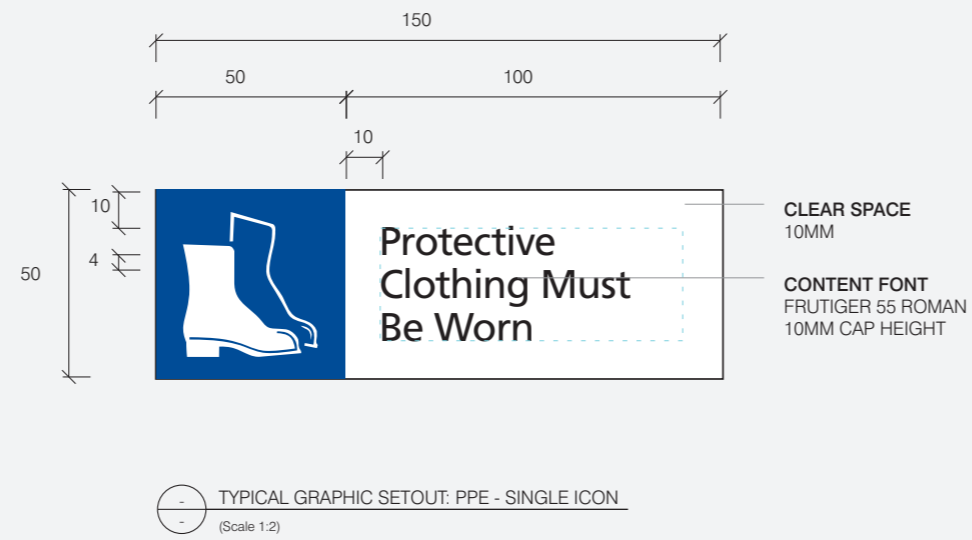 150
50
100
10
10
4
50
Protective
Clothing Must
Be Worn
CLEAR SPACE
10MM
CONTENT FONT
FRUTIGER 55 ROMAN
10MM CAP HEIGHT
-
-
TYPICAL GRAPHIC SETOUT: PPE - SINGLE ICON
(Scale 1:2)